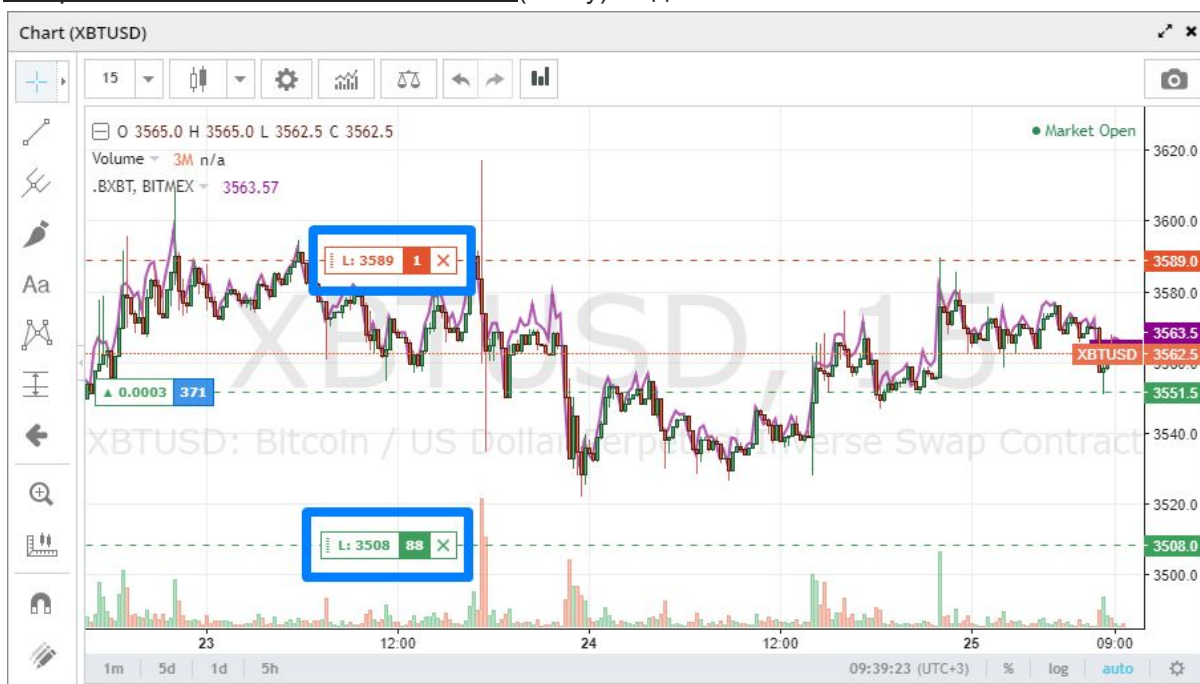 Chart (XBTUSD)
15
O 3565.0 H 3565.0 L 3562.5 C 3562.5
Market Open
Volume 3M n/a
.BXBT, BITMEX 3563.57
3620.0
3600.0
L: 3589 1
3589.0
3580.0
3563.5
XBTUSD 3562.5
3560.0
▲ 0.0003 371
3551.5
XBTUSD, 15
XBTUSD: Bitcoin / US Dollar Perpetual Inverse Swap Contract
3540.0
3520.0
L: 3508 88
3508.0
3500.0
Aa
23 12:00 24 12:00 25 09:00
1m 5d 1d 5h 09:39:23 (UTC+3) % log auto